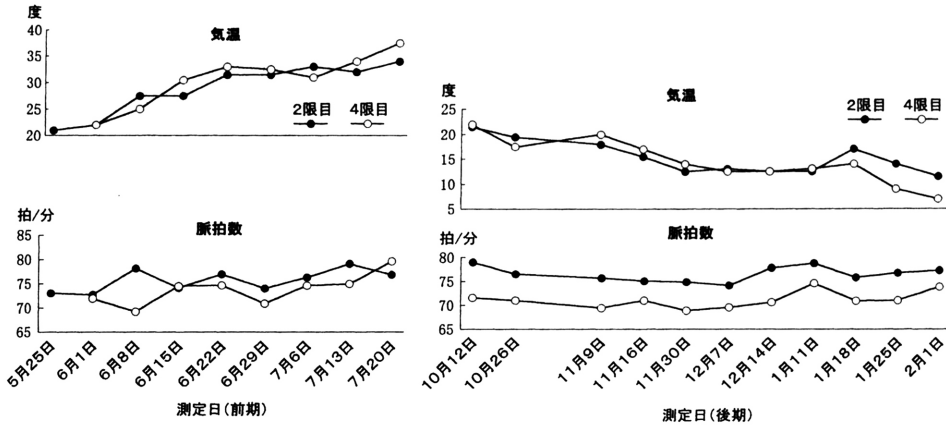 度
気温
40
35
30
25
20
2限目 4限目
拍/分
脈拍数
85
80
75
70
65
5月25日
6月1日
6月8日
6月15日
6月22日
6月29日
7月6日
7月13日
7月20日
測定日(前期)
度
気温
25
20
15
10
5
2限目 4限目
拍/分
脈拍数
80
75
70
65
10月12日
10月26日
11月9日
11月16日
11月30日
12月7日
12月14日
1月11日
1月18日
1月25日
2月1日
測定日(後期)